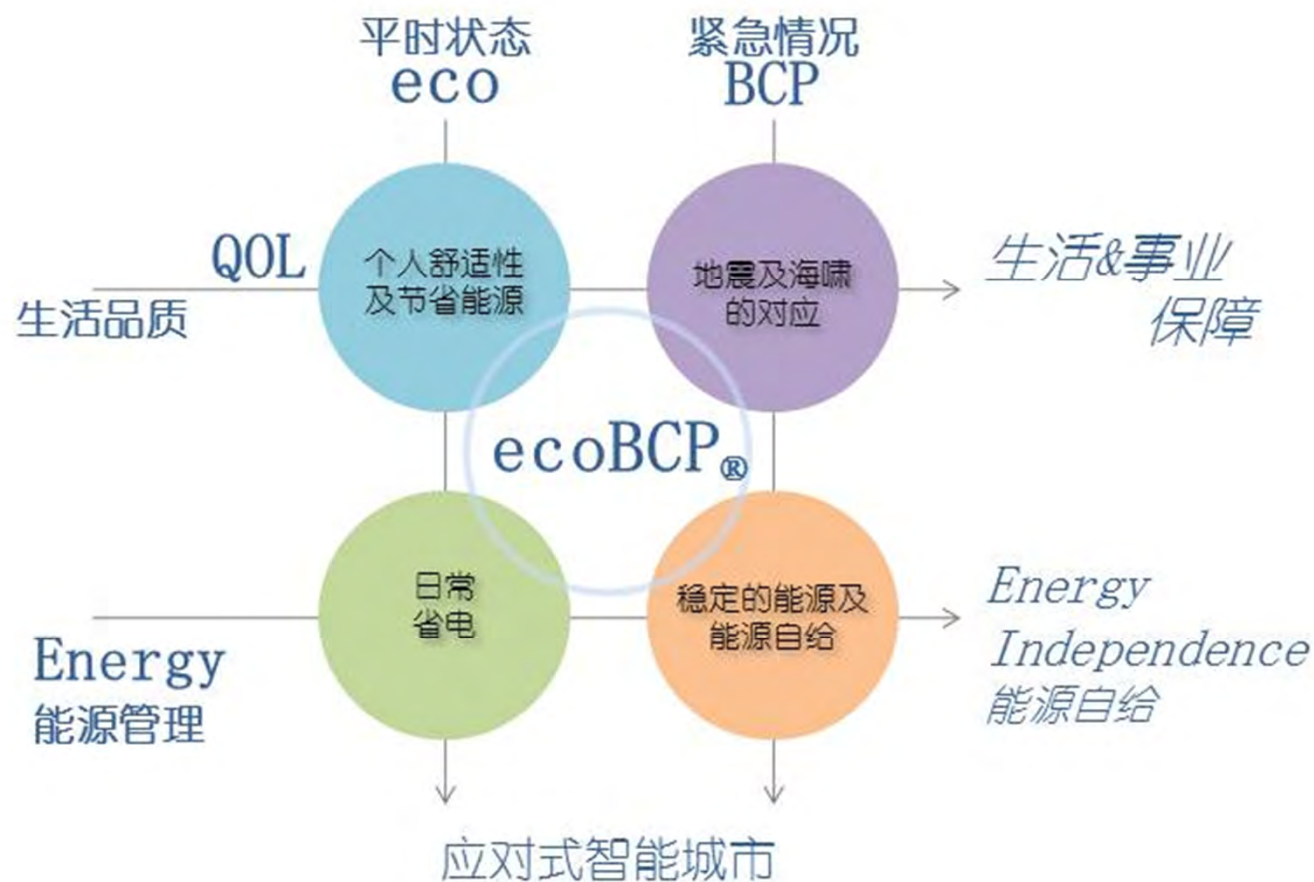 平时状态
eco
紧急情况
BCP
QOL
生活品质
个人舒适性
及节省能源
地震及海啸
的对应
生活&事业
保障
ecoBCP®
Energy
能源管理
日常
省电
稳定的能源及
能源自给
Energy
Independence
能源自给
应对式智能城市